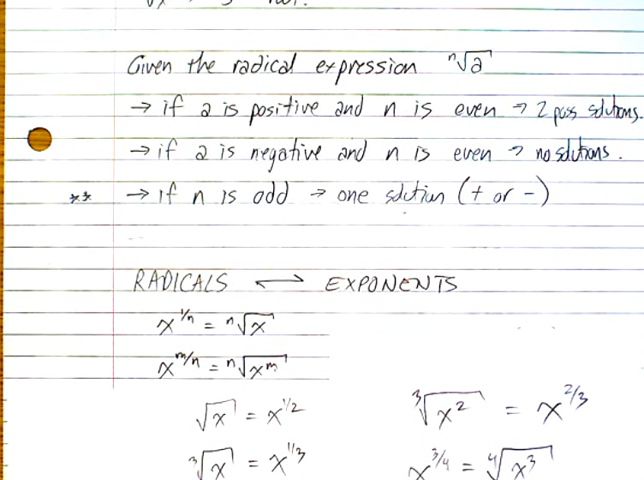 Given the radical expression ⁿ√a
→ if a is positive and n is even → 2 poss solutions.
→ if a is negative and n is even → no solutions.
** → if n is odd → one solution (+ or -)
RADICALS ↔ EXPONENTS
x^1/n = ⁿ√x
x^m/n = ⁿ√x^m
√x = x^1/2
³√x² = x^2/3
³√x = x^1/3
x^3/4 = ⁴√x³